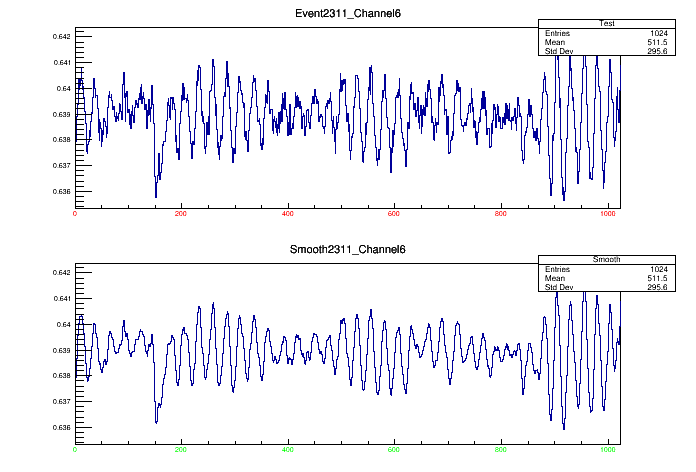 Event2311_Channel6
Test
Entries 1024
Mean 511.5
Std Dev 295.6
0.642
0.641
0.64
0.639
0.638
0.637
0.636
0 200 400 600 800 1000
Smooth2311_Channel6
Smooth
Entries 1024
Mean 511.5
Std Dev 295.6
0.642
0.641
0.64
0.639
0.638
0.637
0.636
0 200 400 600 800 1000